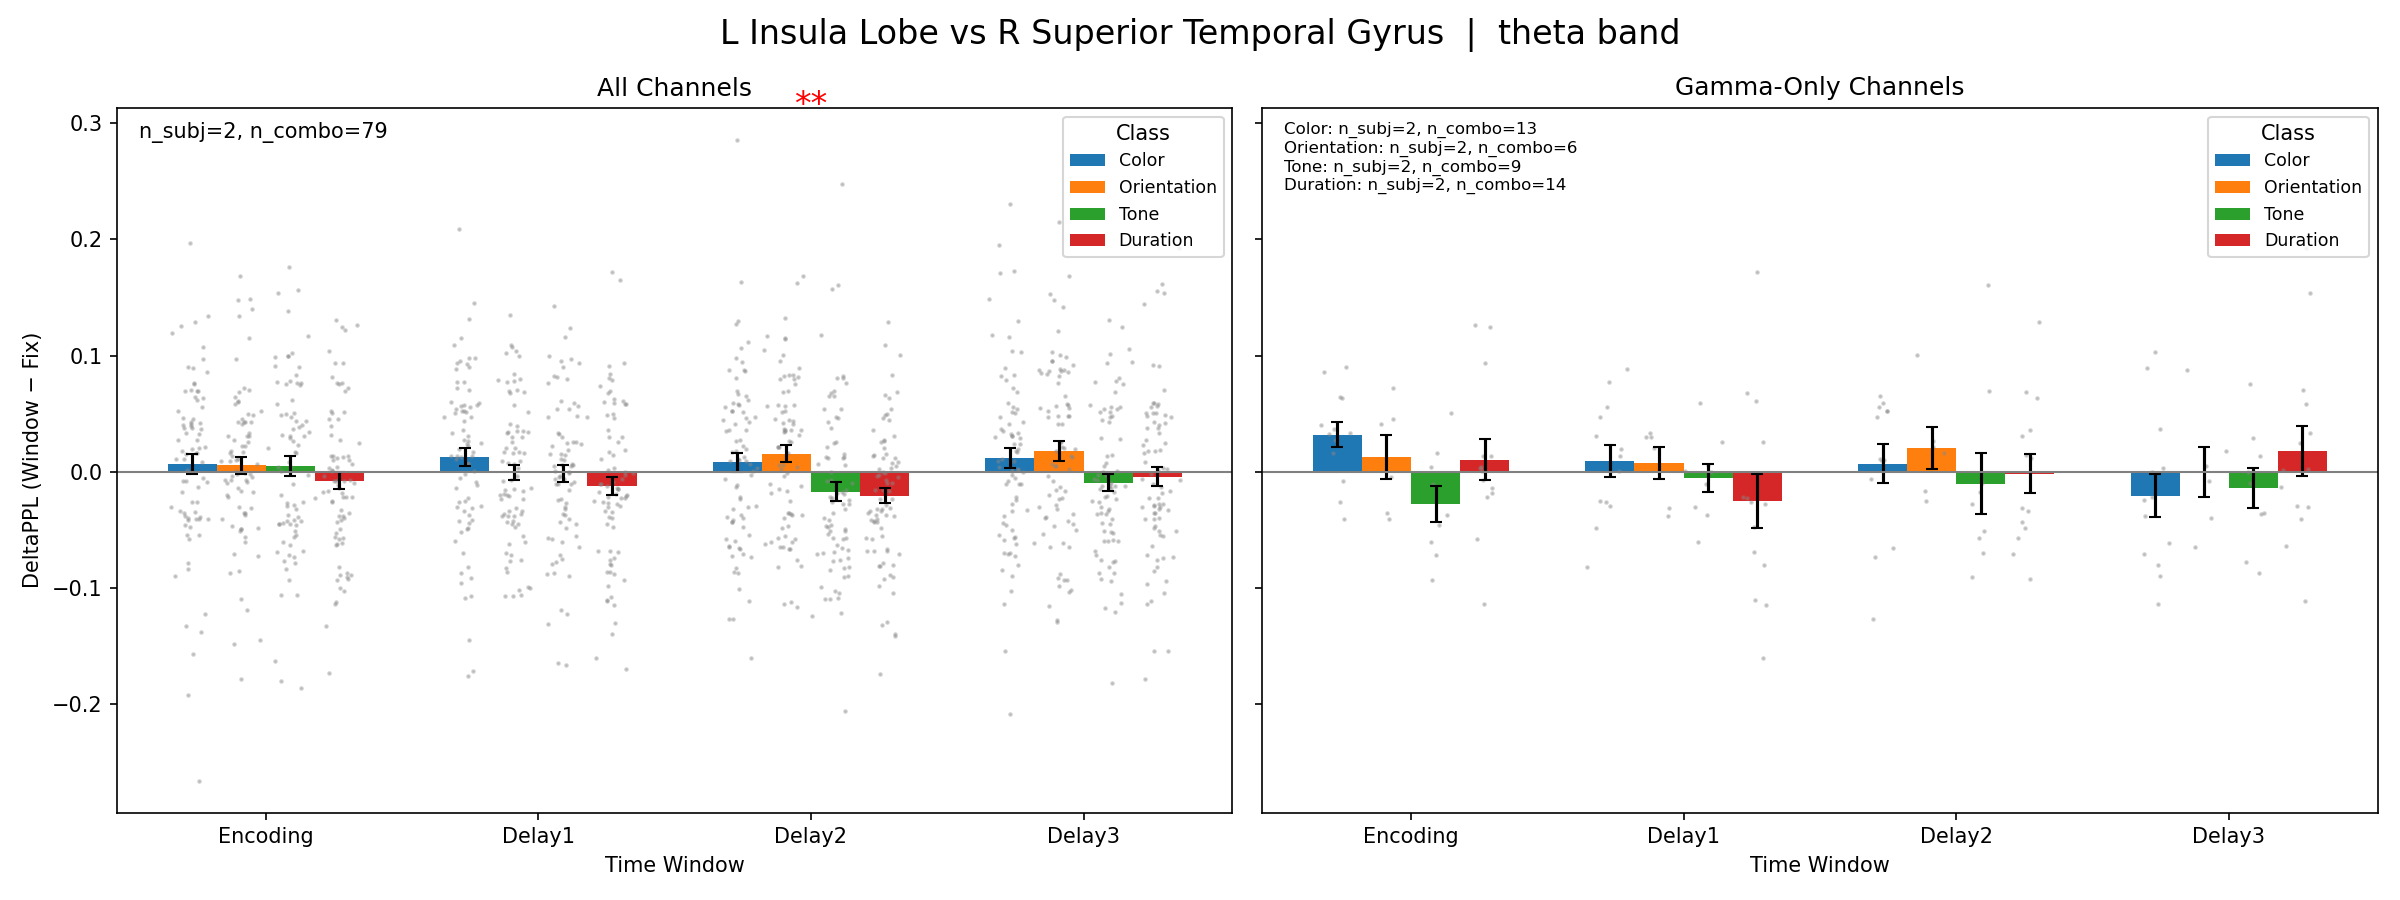 L Insula Lobe vs R Superior Temporal Gyrus | theta band
All Channels
**
n_subj=2, n_combo=79
Class
Color
Orientation
Tone
Duration
0.3
0.2
0.1
0.0
−0.1
−0.2
DeltaPPL (Window − Fix)
Encoding
Delay1
Delay2
Delay3
Time Window
Gamma-Only Channels
Color: n_subj=2, n_combo=13
Orientation: n_subj=2, n_combo=6
Tone: n_subj=2, n_combo=9
Duration: n_subj=2, n_combo=14
Class
Color
Orientation
Tone
Duration
Encoding
Delay1
Delay2
Delay3
Time Window